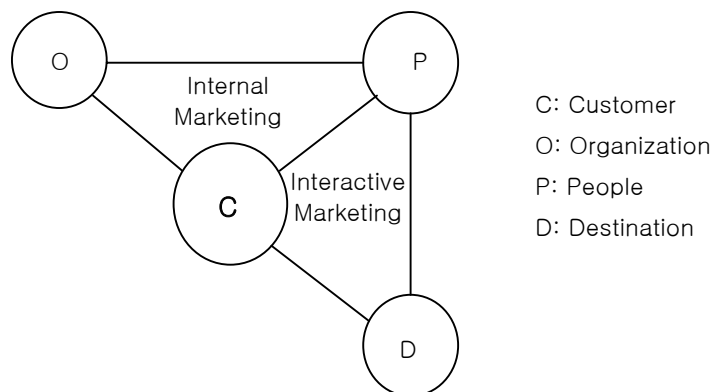 O
P
Internal
Marketing
C: Customer
O: Organization
P: People
D: Destination
Interactive
Marketing
C
D